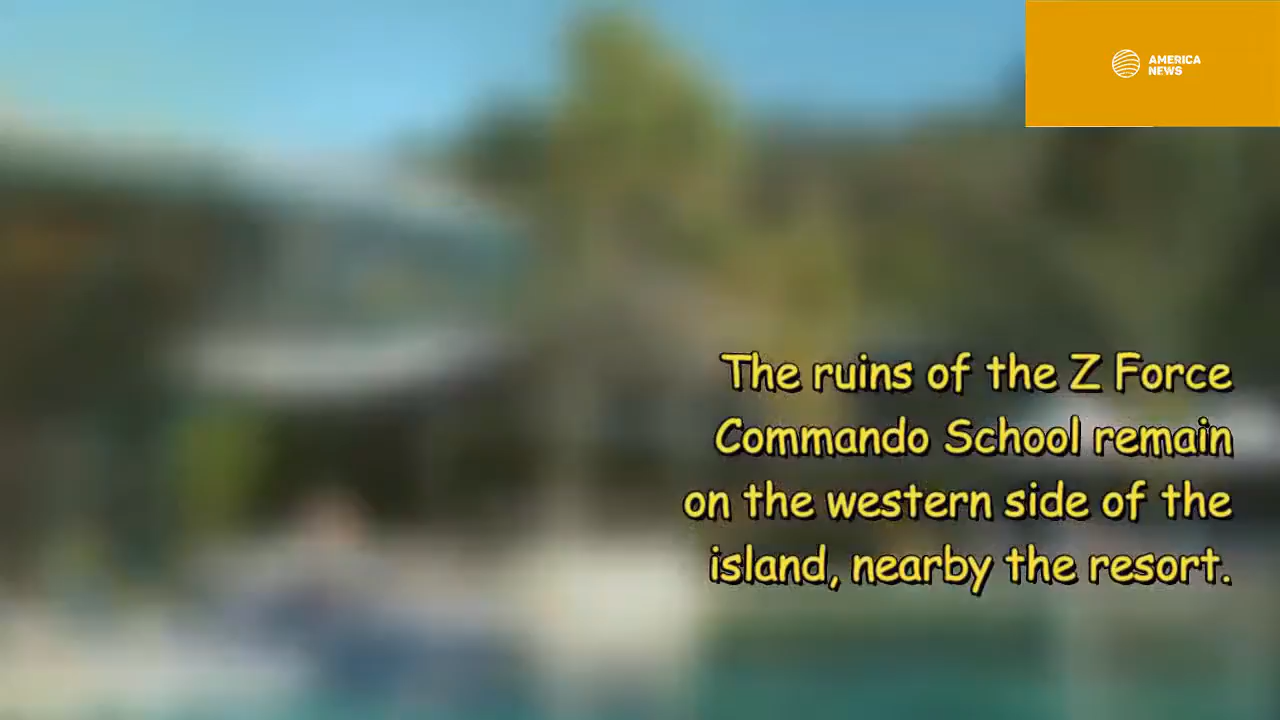 AMERICA
NEWS
The ruins of the Z Force
Commando School remain
on the western side of the
island, nearby the resort.